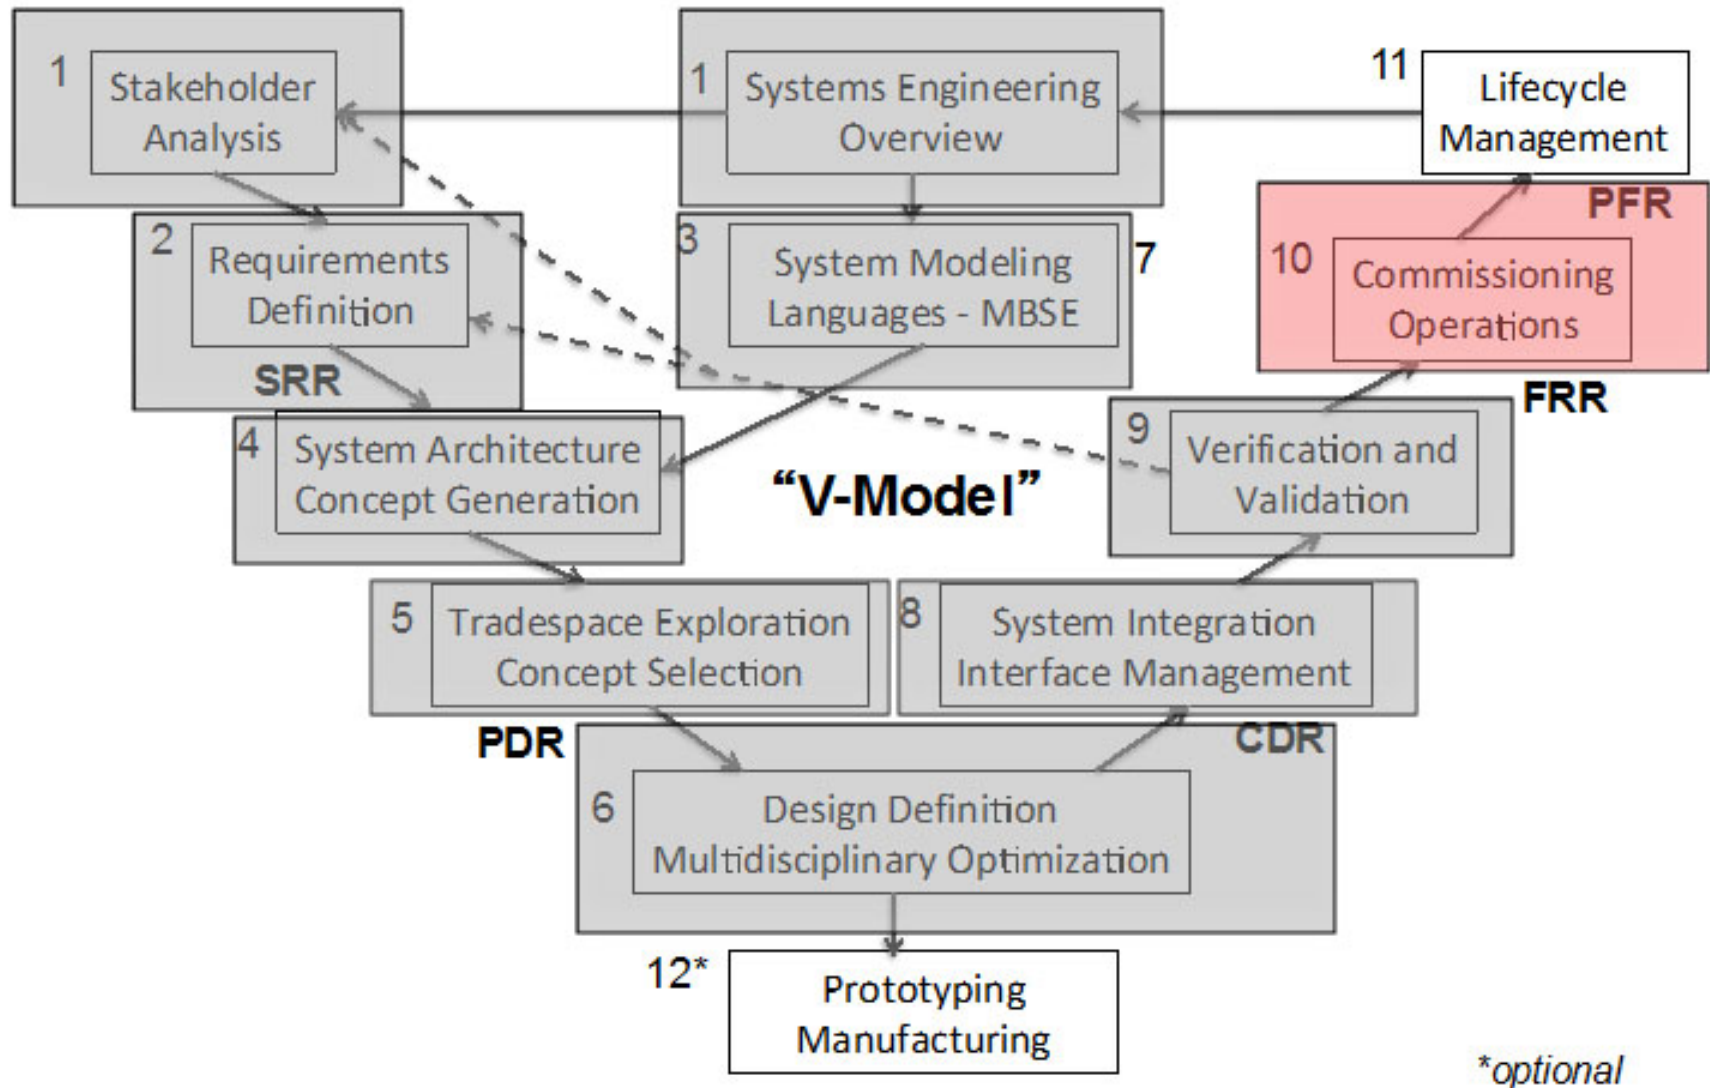 1
Stakeholder
Analysis
1
Systems Engineering
Overview
11
Lifecycle
Management
2
Requirements
Definition
SRR
3
System Modeling
Languages - MBSE
7
PFR
10
Commissioning
Operations
FRR
4
System Architecture
Concept Generation
“V-Model”
9
Verification and
Validation
5
Tradespace Exploration
Concept Selection
PDR
8
System Integration
Interface Management
CDR
6
Design Definition
Multidisciplinary Optimization
12*
Prototyping
Manufacturing
*optional